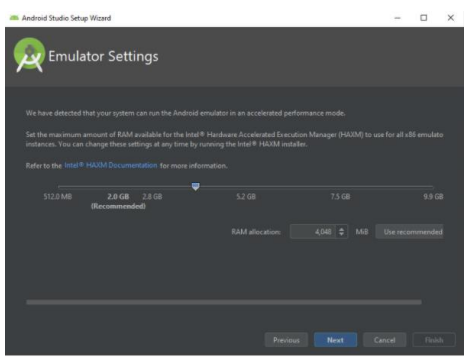 Android Studio Setup Wizard
Emulator Settings
We have detected that your system can run the Android emulator in an accelerated performance mode.
Set the maximum amount of RAM available for the Intel® Hardware Accelerated Execution Manager (HAXM) to use for all x86 emulato
instances. You can change these settings at any time by running the Intel® HAXM installer.
Refer to the Intel® HAXM Documentation for more information.
512.0 MB 2.0 GB 2.8 GB 5.2 GB 7.5 GB 9.9 GB
(Recommended)
RAM allocation: 4,048 MiB Use recommended
Previous Next Cancel Finish